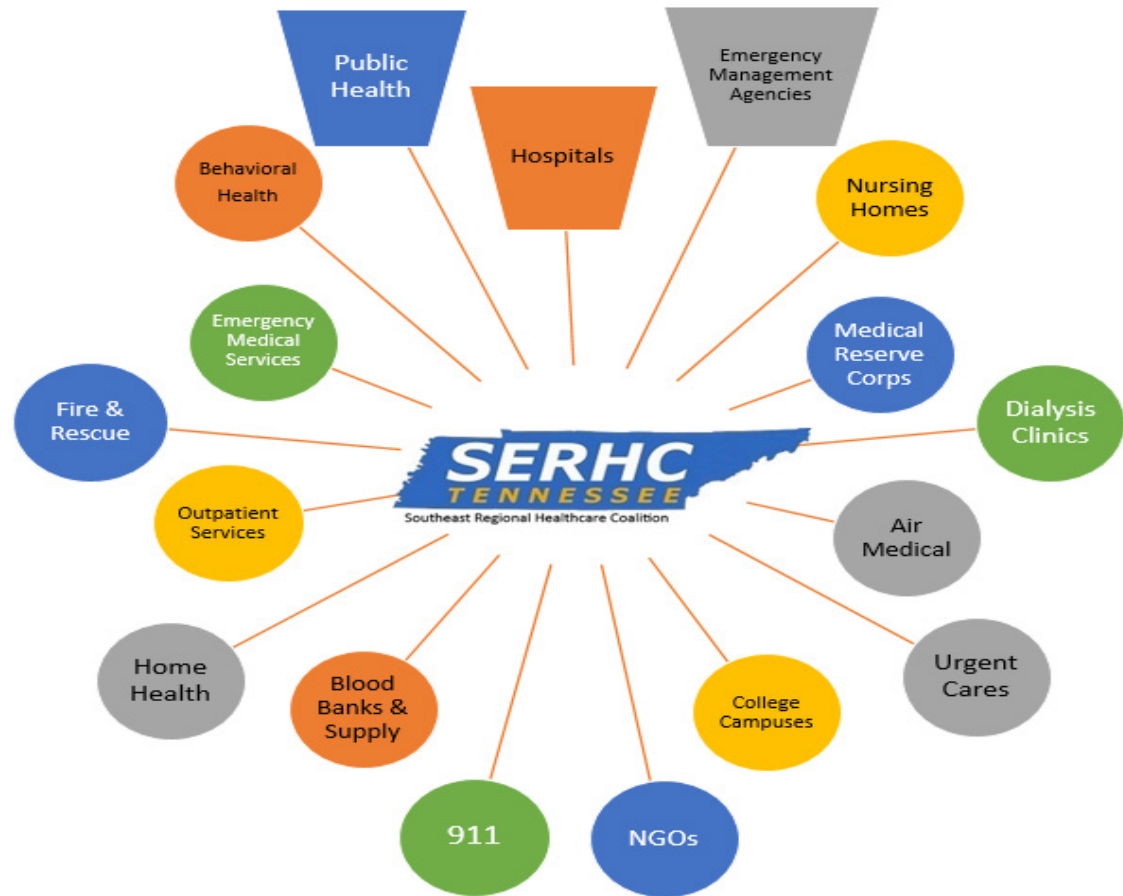 Public
Health
Emergency
Management
Agencies
Hospitals
Behavioral
Health
Nursing
Homes
Emergency
Medical
Services
Medical
Reserve
Corps
Fire &
Rescue
Dialysis
Clinics
SERHC
TENNESSEE
Southeast Regional Healthcare Coalition
Outpatient
Services
Air
Medical
Home
Health
Blood
Banks &
Supply
College
Campuses
Urgent
Cares
911
NGOs